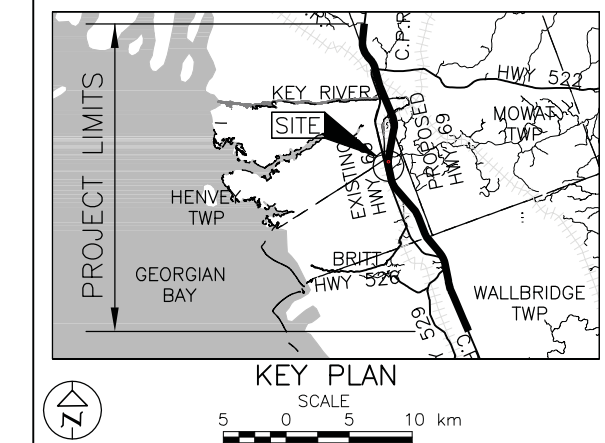 C.P.R
HWY 522
KEY RIVER
MOWAT
TWP
SITE
PROJECT LIMITS
EXISTING
HWY 69
PROPOSED
HWY 69
HENVEY
TWP
BRITT
HWY 526
GEORGIAN
BAY
WALLBRIDGE
TWP
529
KEY PLAN
SCALE
5 0 5 10 km
N